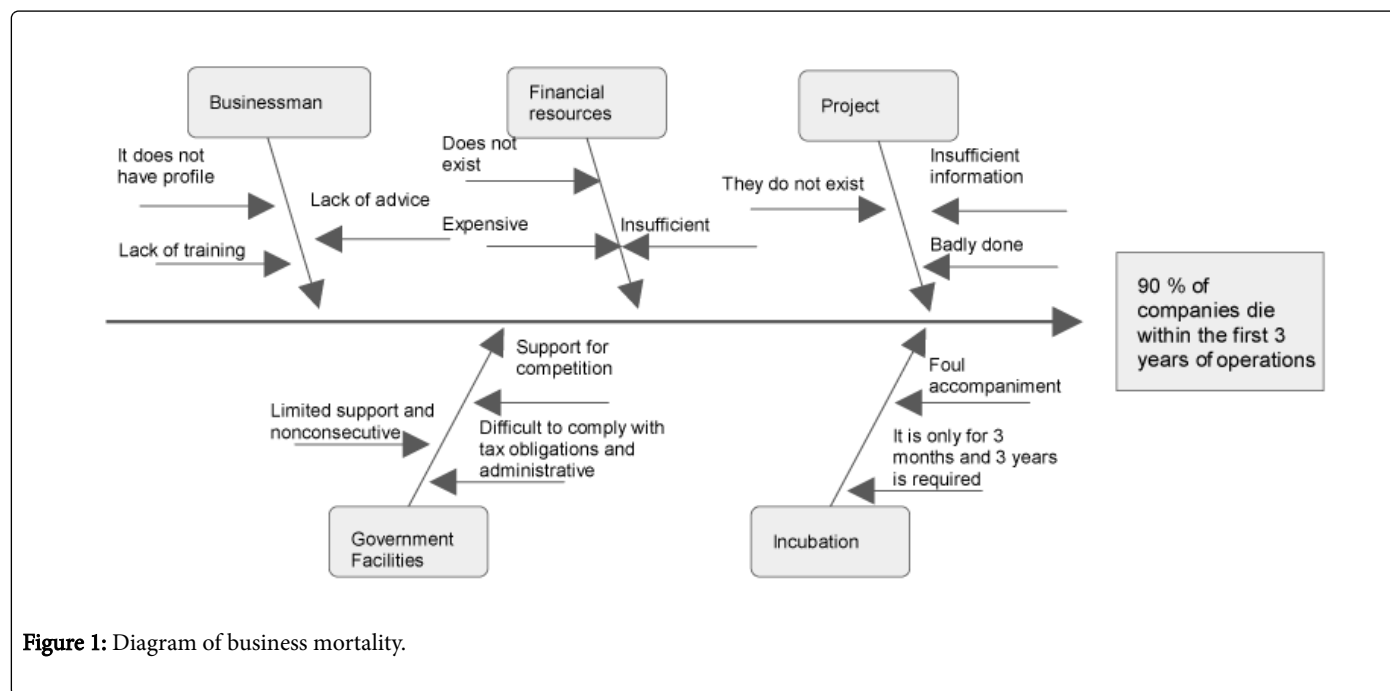 Businessman
Financial
resources
Project
It does not
have profile
Lack of advice
Lack of training
Does not
exist
Expensive
Insufficient
They do not exist
Insufficient
information
Badly done
90 % of
companies die
within the first 3
years of operations
Support for
competition
Limited support and
nonconsecutive
Difficult to comply with
tax obligations and
administrative
Government
Facilities
Foul
accompaniment
It is only for 3
months and 3 years
is required
Incubation
Figure 1: Diagram of business mortality.